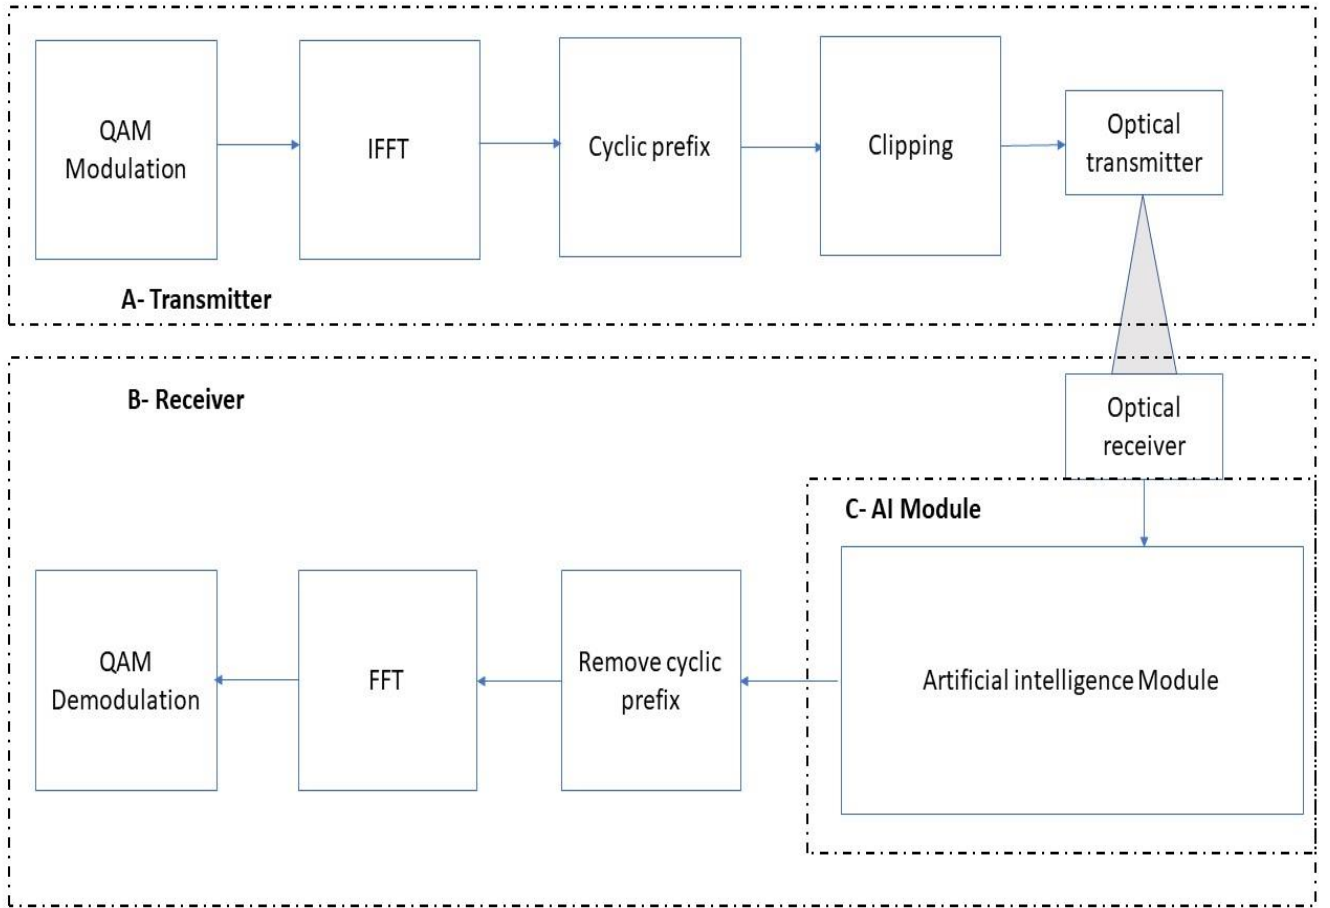 QAM
Modulation
IFFT
Cyclic prefix
Clipping
Optical
transmitter
A- Transmitter
B- Receiver
Optical
receiver
C- AI Module
QAM
Demodulation
FFT
Remove cyclic
prefix
Artificial intelligence Module